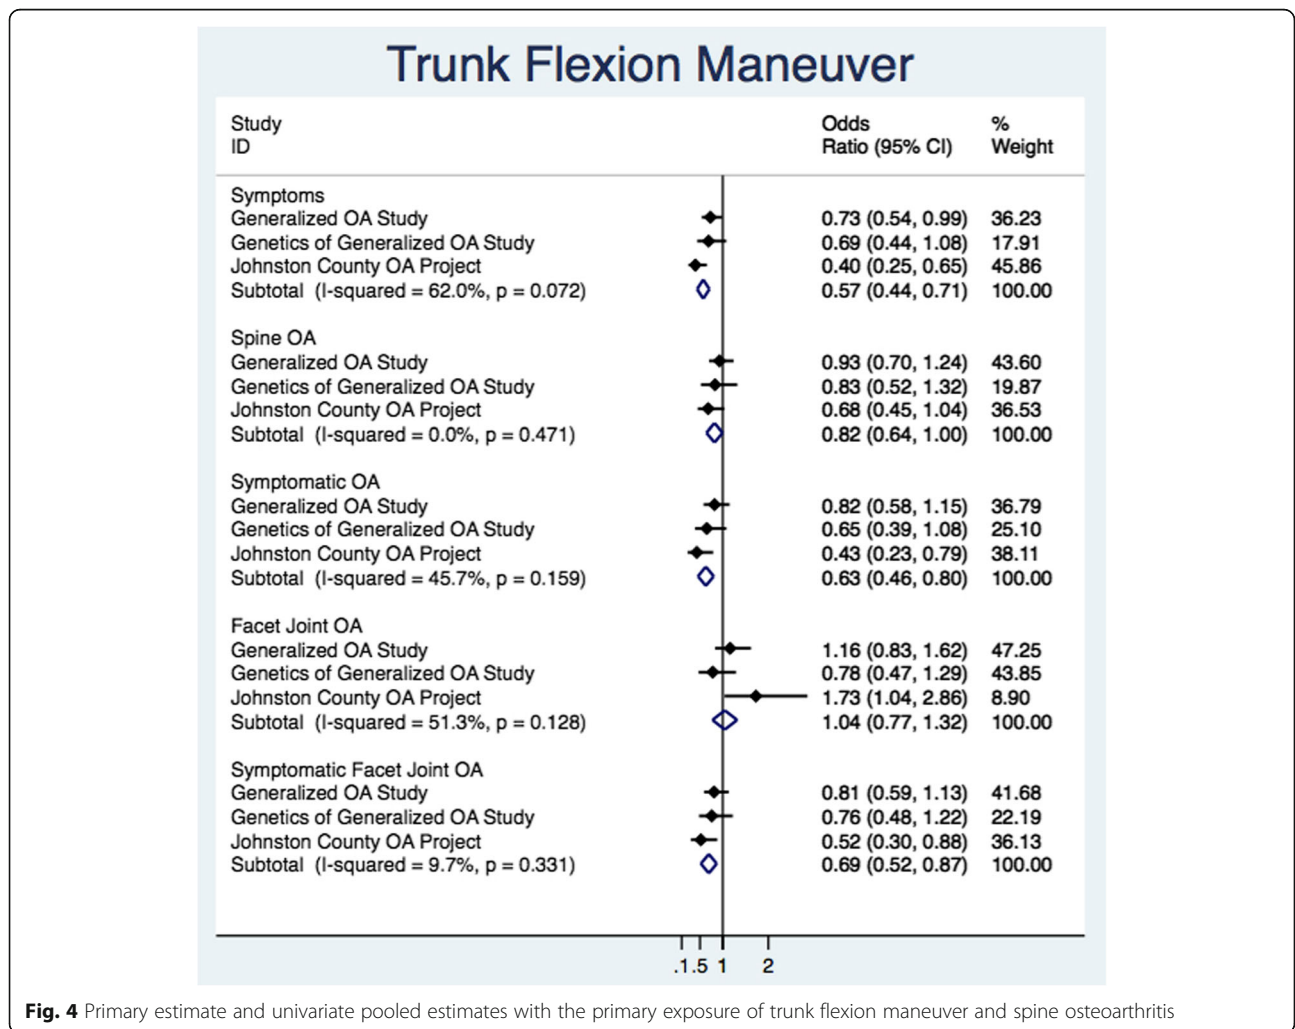 Trunk Flexion Maneuver
Study Odds %
ID Ratio (95% CI) Weight
Symptoms
Generalized OA Study 0.73 (0.54, 0.99) 36.23
Genetics of Generalized OA Study 0.69 (0.44, 1.08) 17.91
Johnston County OA Project 0.40 (0.25, 0.65) 45.86
Subtotal (I-squared = 62.0%, p = 0.072) 0.57 (0.44, 0.71) 100.00
Spine OA
Generalized OA Study 0.93 (0.70, 1.24) 43.60
Genetics of Generalized OA Study 0.83 (0.52, 1.32) 19.87
Johnston County OA Project 0.68 (0.45, 1.04) 36.53
Subtotal (I-squared = 0.0%, p = 0.471) 0.82 (0.64, 1.00) 100.00
Symptomatic OA
Generalized OA Study 0.82 (0.58, 1.15) 36.79
Genetics of Generalized OA Study 0.65 (0.39, 1.08) 25.10
Johnston County OA Project 0.43 (0.23, 0.79) 38.11
Subtotal (I-squared = 45.7%, p = 0.159) 0.63 (0.46, 0.80) 100.00
Facet Joint OA
Generalized OA Study 1.16 (0.83, 1.62) 47.25
Genetics of Generalized OA Study 0.78 (0.47, 1.29) 43.85
Johnston County OA Project 1.73 (1.04, 2.86) 8.90
Subtotal (I-squared = 51.3%, p = 0.128) 1.04 (0.77, 1.32) 100.00
Symptomatic Facet Joint OA
Generalized OA Study 0.81 (0.59, 1.13) 41.68
Genetics of Generalized OA Study 0.76 (0.48, 1.22) 22.19
Johnston County OA Project 0.52 (0.30, 0.88) 36.13
Subtotal (I-squared = 9.7%, p = 0.331) 0.69 (0.52, 0.87) 100.00
.1 .5 1 2
Fig. 4 Primary estimate and univariate pooled estimates with the primary exposure of trunk flexion maneuver and spine osteoarthritis